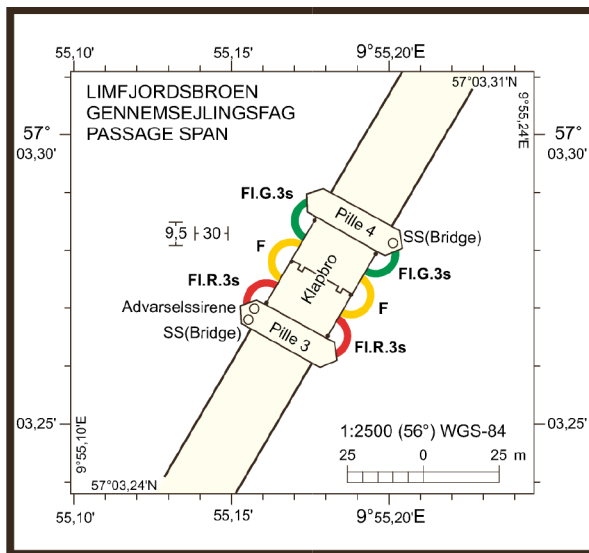 55,10' 55,15' 9°55,20'E
LIMFJORDSBROEN
GENNEMSEJLINGSFAG
PASSAGE SPAN
57°03,31'N
9°55,24'E
57°
03,30'
57°
03,30'
Fl.G.3s
Pille 4
SS(Bridge)
9,5 30
F
Fl.G.3s
Klapbro
Fl.R.3s
F
Advarselssirene
SS(Bridge)
Pille 3
Fl.R.3s
03,25'
03,25'
1:2500 (56°) WGS-84
25 0 25 m
9°55,10'E
57°03,24'N
55,10' 55,15' 9°55,20'E